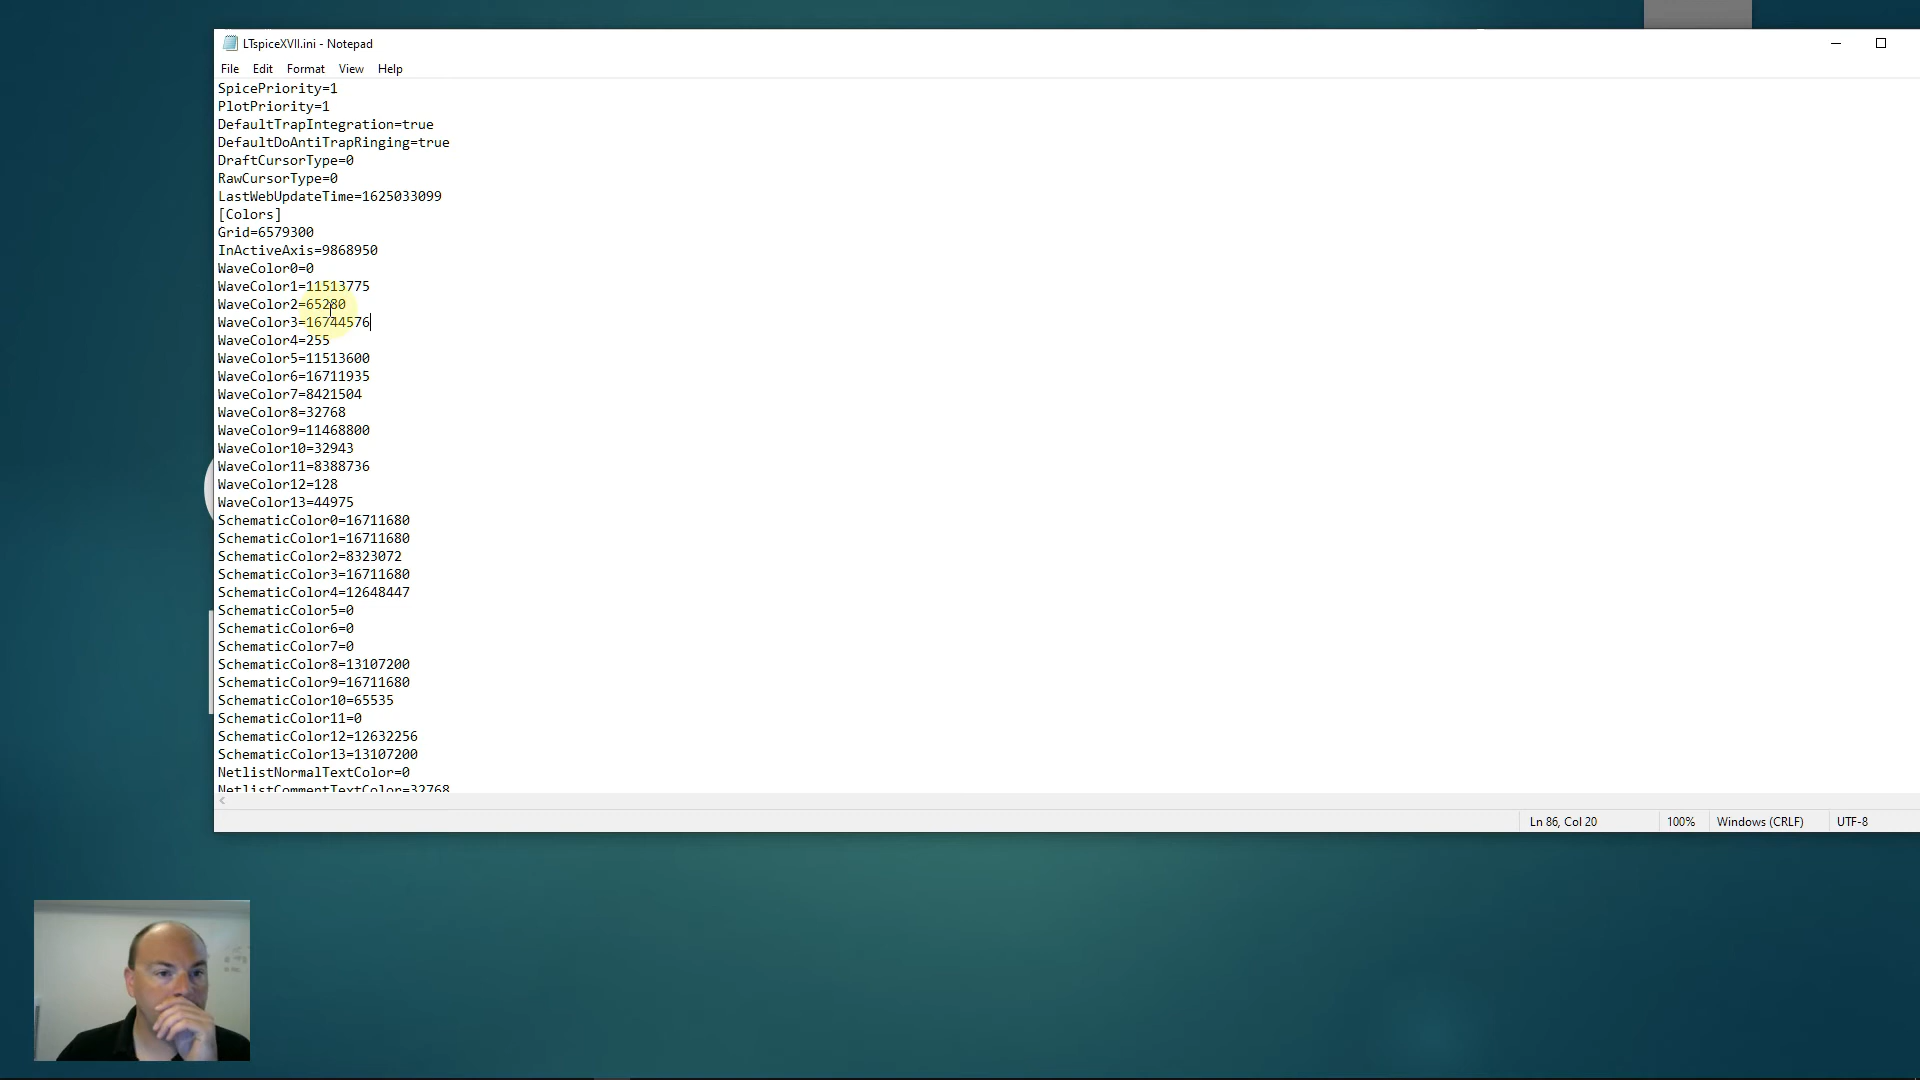 LTspiceXVII.ini - Notepad
File Edit Format View Help
SpicePriority=1
PlotPriority=1
DefaultTrapIntegration=true
DefaultDoAntiTrapRinging=true
DraftCursorType=0
RawCursorType=0
LastWebUpdateTime=1625033099
[Colors]
Grid=6579300
InActiveAxis=9868950
WaveColor0=0
WaveColor1=11513775
WaveColor2=65280
WaveColor3=16744576
WaveColor4=255
WaveColor5=11513600
WaveColor6=16711935
WaveColor7=8421504
WaveColor8=32768
WaveColor9=11468800
WaveColor10=32943
WaveColor11=8388736
WaveColor12=128
WaveColor13=44975
SchematicColor0=16711680
SchematicColor1=16711680
SchematicColor2=8323072
SchematicColor3=16711680
SchematicColor4=12648447
SchematicColor5=0
SchematicColor6=0
SchematicColor7=0
SchematicColor8=13107200
SchematicColor9=16711680
SchematicColor10=65535
SchematicColor11=0
SchematicColor12=12632256
SchematicColor13=13107200
NetlistNormalTextColor=0
NetlistCommentTextColor=32768
Ln 86, Col 20 100% Windows (CRLF) UTF-8